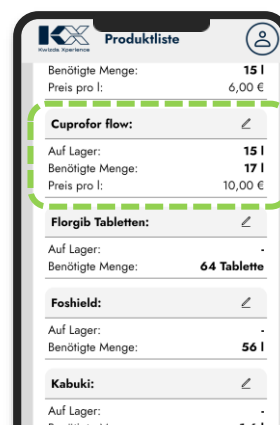 KX
Kwizda Xperience
Produktliste
Benötigte Menge: 15 l
Preis pro l: 6,00 €
Cuprofor flow:
Auf Lager: 15 l
Benötigte Menge: 17 l
Preis pro l: 10,00 €
Florgib Tabletten:
Auf Lager: -
Benötigte Menge: 64 Tablette
Foshield:
Auf Lager: -
Benötigte Menge: 56 l
Kabuki:
Auf Lager: -